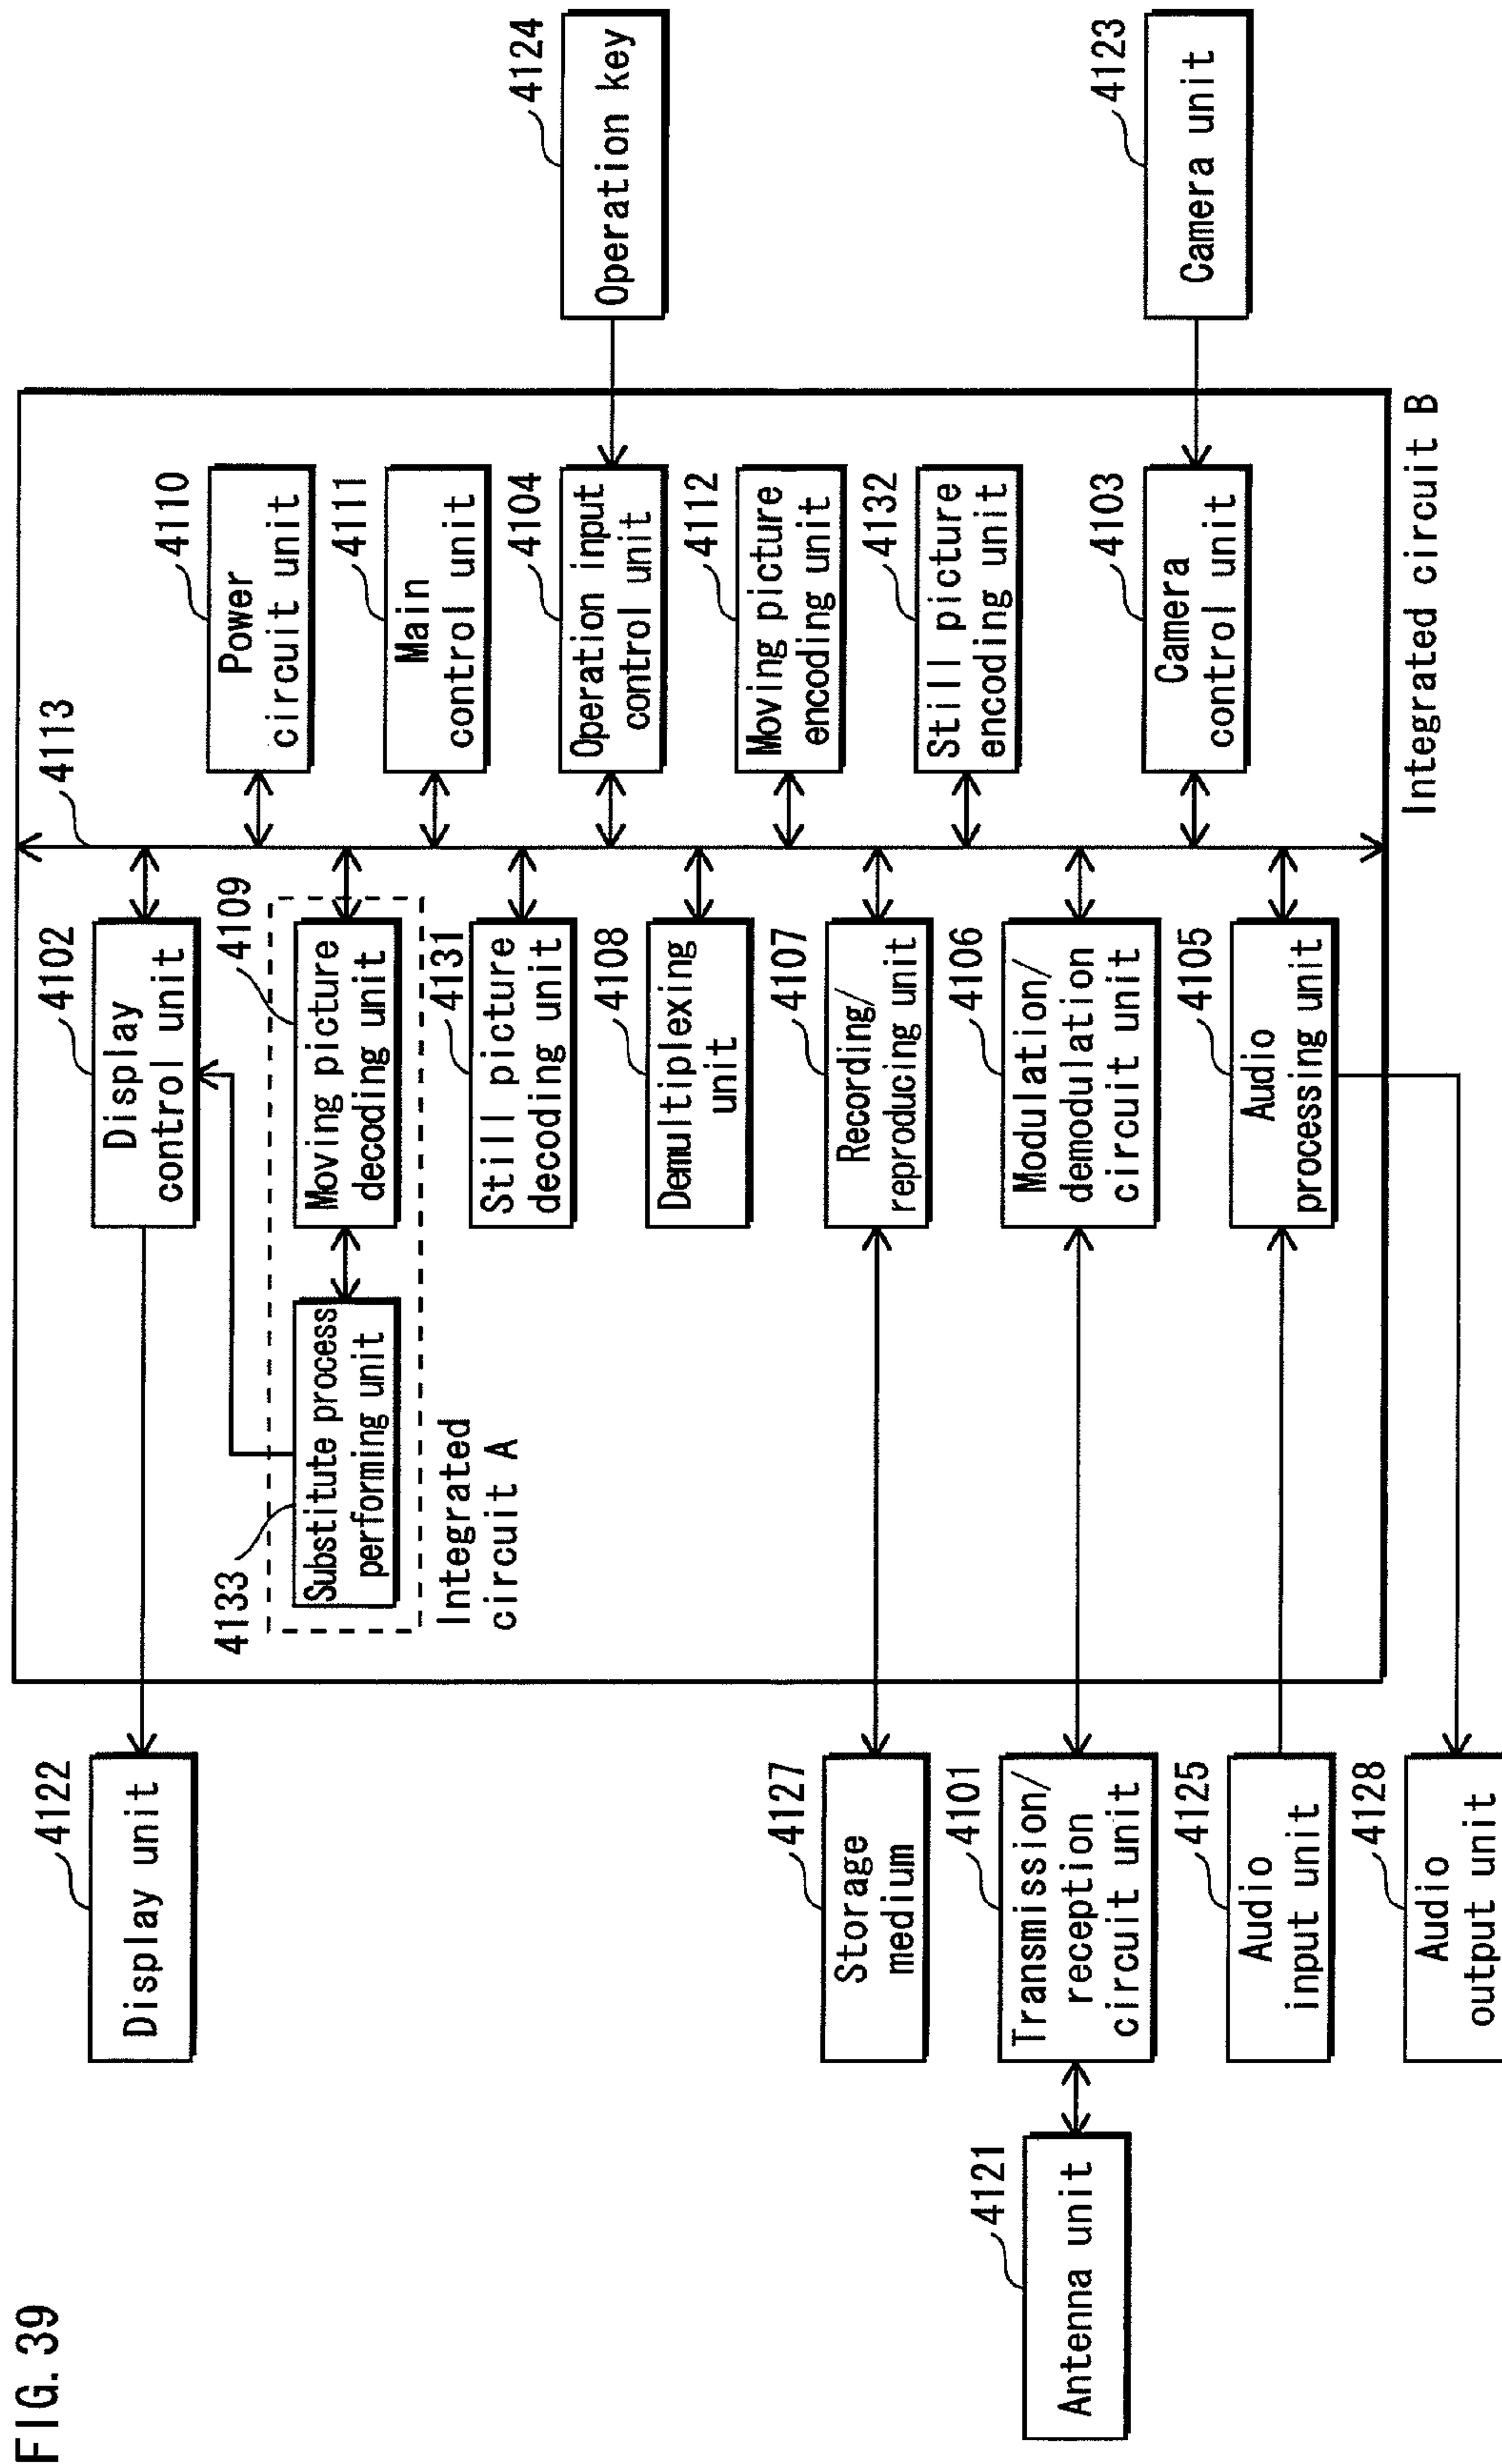 FIG. 39
4122
Display unit
4127
Storage
medium
4121
Antenna unit
4101
Transmission/
reception
circuit unit
4125
Audio
input unit
4128
Audio
output unit
4113
4102
Display
control unit
4133
Substitute process
performing unit
4109
Moving picture
decoding unit
Integrated
circuit A
4131
Still picture
decoding unit
4108
Demultiplexing
unit
4107
Recording/
reproducing unit
4106
Modulation/
demodulation
circuit unit
4105
Audio
processing unit
4110
Power
circuit unit
4111
Main
control unit
4104
Operation input
control unit
4112
Moving picture
encoding unit
4132
Still picture
encoding unit
4103
Camera
control unit
Integrated circuit B
4124
Operation key
4123
Camera unit